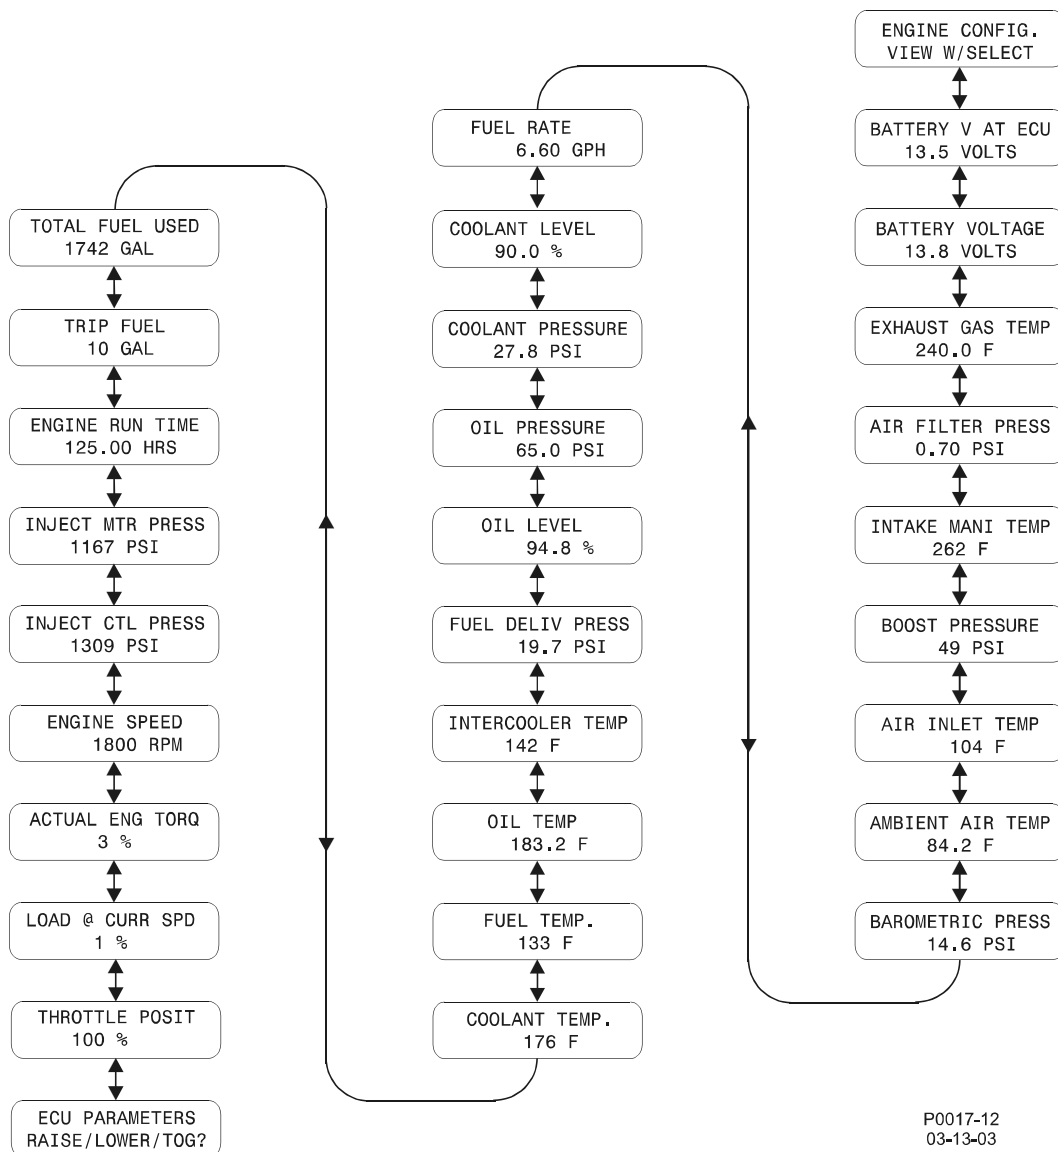 TOTAL FUEL USED
1742 GAL
TRIP FUEL
10 GAL
ENGINE RUN TIME
125.00 HRS
INJECT MTR PRESS
1167 PSI
INJECT CTL PRESS
1309 PSI
ENGINE SPEED
1800 RPM
ACTUAL ENG TORQ
3 %
LOAD @ CURR SPD
1 %
THROTTLE POSIT
100 %
ECU PARAMETERS
RAISE/LOWER/TOG?
FUEL RATE
6.60 GPH
COOLANT LEVEL
90.0 %
COOLANT PRESSURE
27.8 PSI
OIL PRESSURE
65.0 PSI
OIL LEVEL
94.8 %
FUEL DELIV PRESS
19.7 PSI
INTERCOOLER TEMP
142 F
OIL TEMP
183.2 F
FUEL TEMP.
133 F
COOLANT TEMP.
176 F
ENGINE CONFIG.
VIEW W/SELECT
BATTERY V AT ECU
13.5 VOLTS
BATTERY VOLTAGE
13.8 VOLTS
EXHAUST GAS TEMP
240.0 F
AIR FILTER PRESS
0.70 PSI
INTAKE MANI TEMP
262 F
BOOST PRESSURE
49 PSI
AIR INLET TEMP
104 F
AMBIENT AIR TEMP
84.2 F
BAROMETRIC PRESS
14.6 PSI
P0017-12
03-13-03